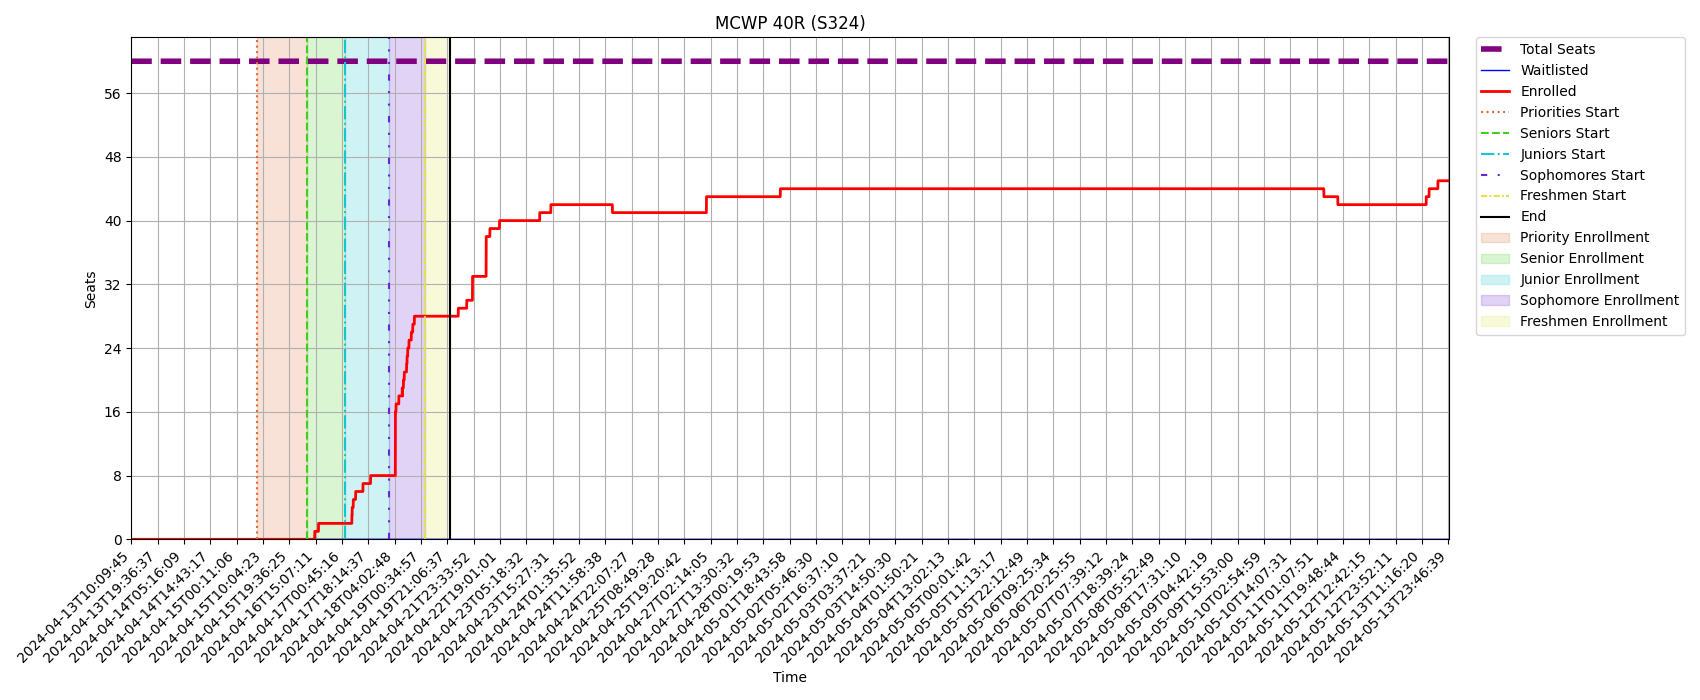 MCWP 40R (S324)
Seats
56
48
40
32
24
16
8
0
2024-04-13T10:09:45
2024-04-13T19:36:37
2024-04-14T05:16:09
2024-04-14T14:43:17
2024-04-15T00:11:06
2024-04-15T10:04:23
2024-04-15T19:36:25
2024-04-16T15:07:11
2024-04-17T00:45:16
2024-04-17T18:14:37
2024-04-18T04:02:48
2024-04-19T00:34:57
2024-04-19T21:06:37
2024-04-21T23:33:52
2024-04-22T19:01:01
2024-04-23T05:18:32
2024-04-23T15:27:31
2024-04-24T01:35:52
2024-04-24T11:58:38
2024-04-24T22:07:27
2024-04-25T08:49:28
2024-04-25T19:20:42
2024-04-27T02:14:05
2024-04-27T13:30:32
2024-04-28T00:19:53
2024-05-01T18:43:58
2024-05-02T05:46:30
2024-05-02T16:37:10
2024-05-03T03:37:21
2024-05-03T14:50:30
2024-05-04T01:50:21
2024-05-04T13:02:13
2024-05-05T00:01:42
2024-05-05T11:13:17
2024-05-05T22:12:49
2024-05-06T09:25:34
2024-05-06T20:25:55
2024-05-07T07:39:12
2024-05-07T18:39:24
2024-05-08T05:52:49
2024-05-08T17:31:10
2024-05-09T04:42:19
2024-05-09T15:53:00
2024-05-10T02:54:59
2024-05-10T14:07:31
2024-05-11T01:07:51
2024-05-11T19:48:44
2024-05-12T12:42:15
2024-05-12T23:52:11
2024-05-13T11:16:20
2024-05-13T23:46:39
Time
Total Seats
Waitlisted
Enrolled
Priorities Start
Seniors Start
Juniors Start
Sophomores Start
Freshmen Start
End
Priority Enrollment
Senior Enrollment
Junior Enrollment
Sophomore Enrollment
Freshmen Enrollment